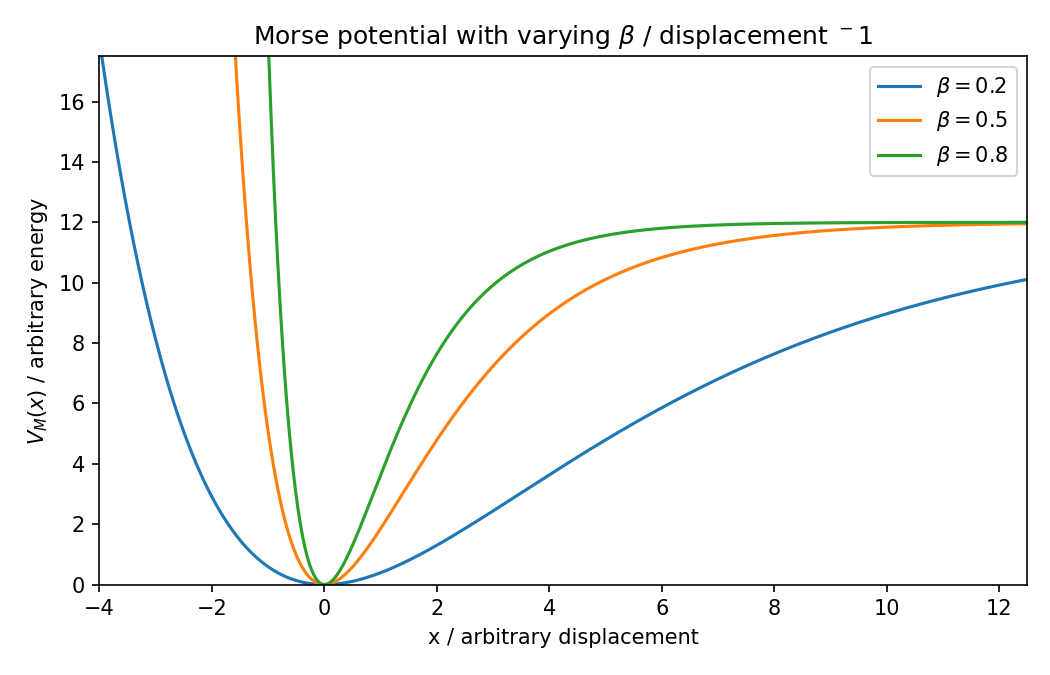 Morse potential with varying β / displacement ⁻1
β = 0.2
β = 0.5
β = 0.8
V_M(x) / arbitrary energy
16
14
12
10
8
6
4
2
0
−4 −2 0 2 4 6 8 10 12
x / arbitrary displacement